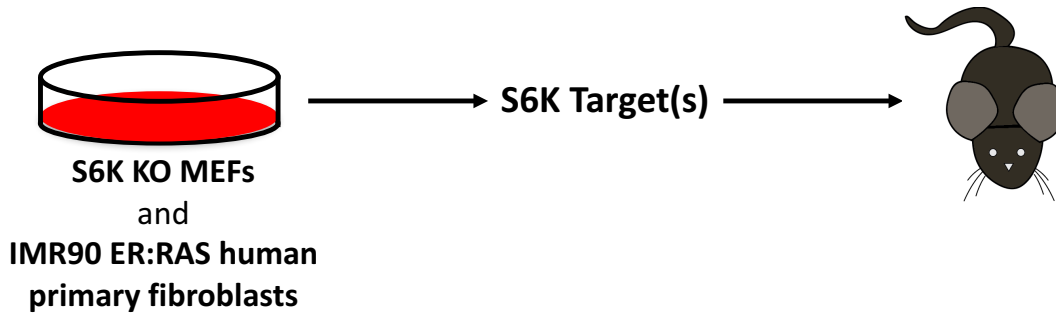 S6K Target(s)
S6K KO MEFs
and
IMR90 ER:RAS human
primary fibroblasts